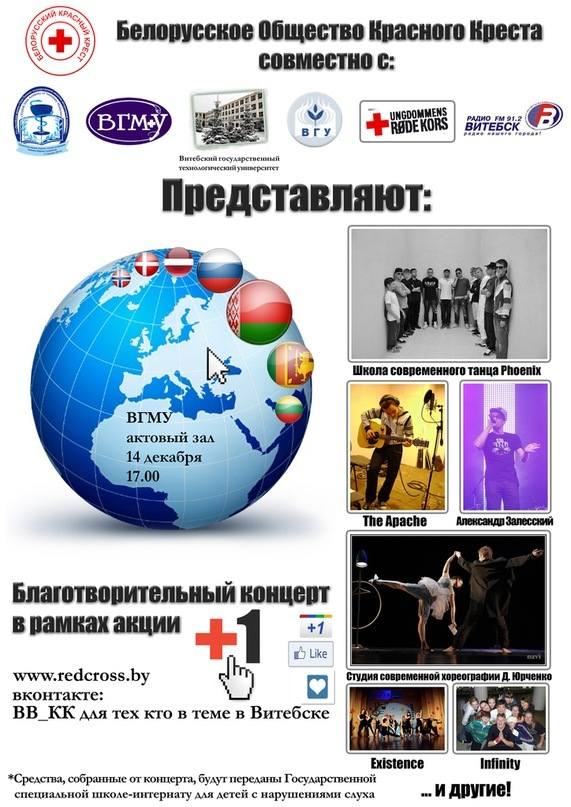 БЕЛОРУССКИЙ КРАСНЫЙ КРЕСТ
Белорусское Общество Красного Креста
совместно с:
ВГМУ
ВГУ
UNGDOMMENS
RØDE KORS
РАДИО FM 91.2
ВИТЕБСК
радио нашего города!
Витебский государственный
технологический университет
Представляют:
Школа современного танца Phoenix
ВГМУ
актовый зал
14 декабря
17.00
The Apache
Александр Залесский
navi
Студия современной хореографии Д. Юрченко
Благотворительный концерт
в рамках акции
+1
+1
Like
www.redcross.by
вконтакте:
ВВ_КК для тех кто в теме в Витебске
Existence
Infinity
*Средства, собранные от концерта, будут переданы Государственной
специальной школе-интернату для детей с нарушениями слуха
... и другие!